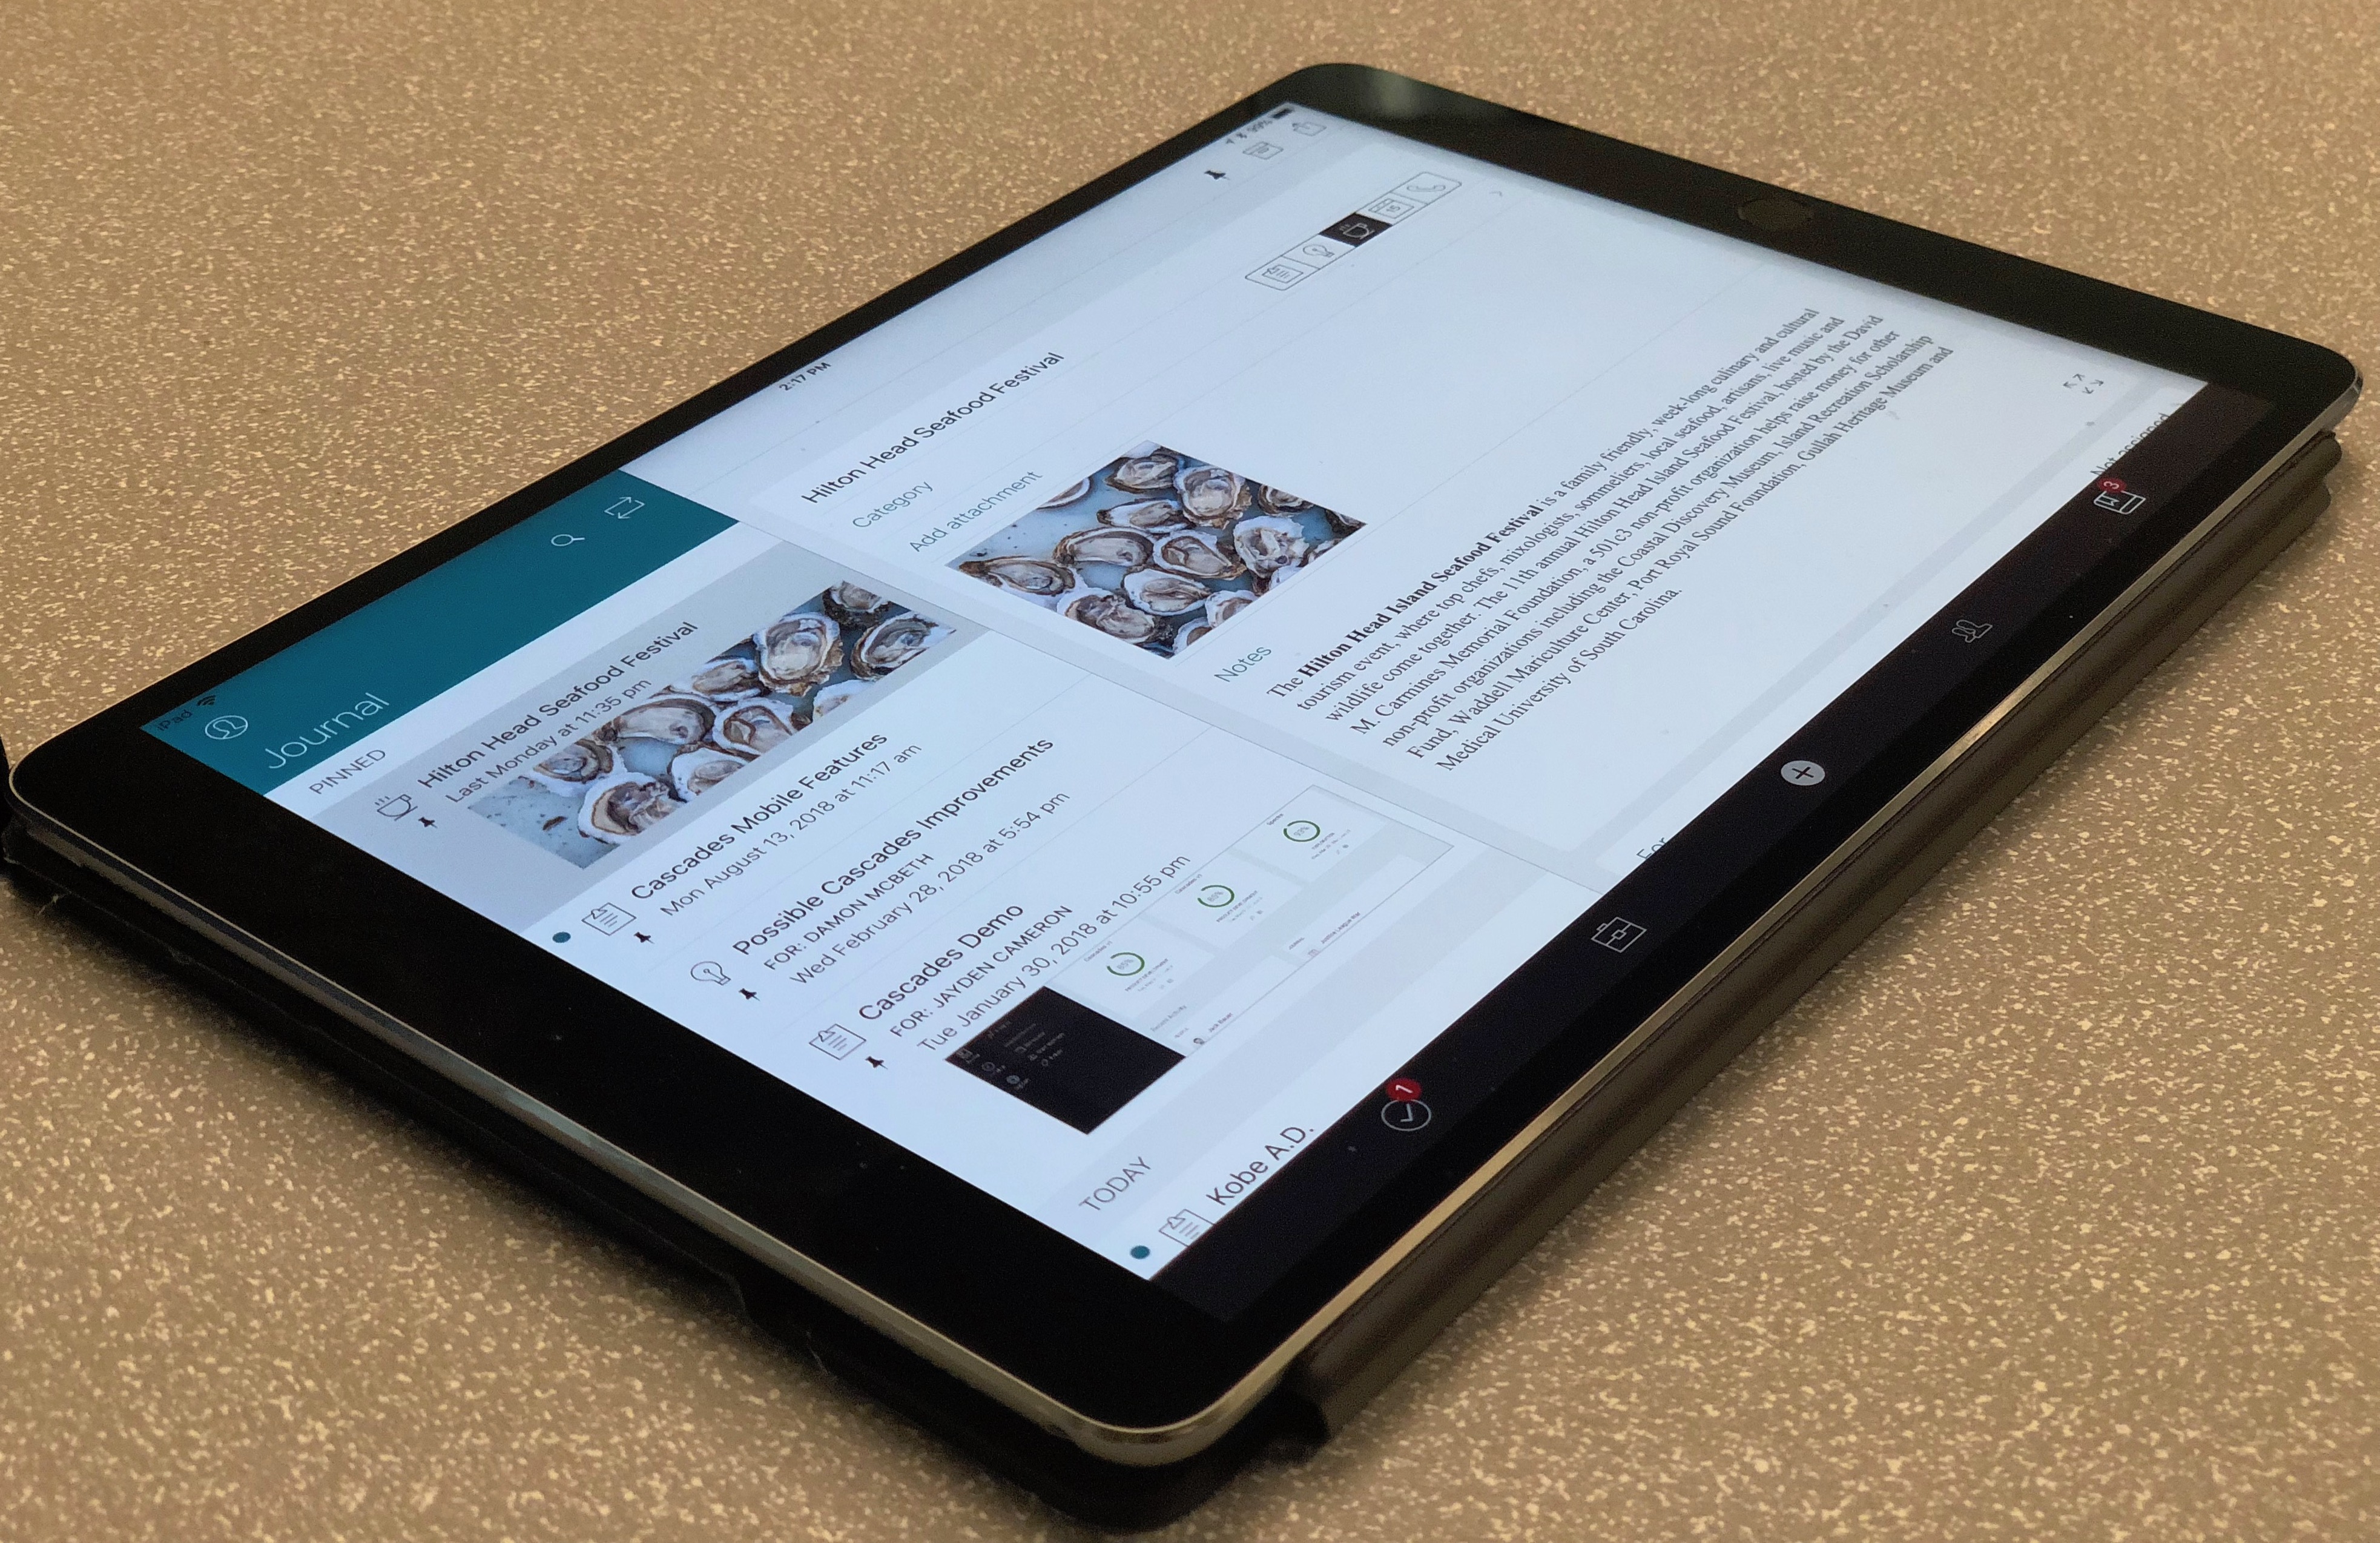 iPad
2:17 PM
99%
Journal
PINNED
Hilton Head Seafood Festival
Last Monday at 11:35 pm
Cascades Mobile Features
Mon August 13, 2018 at 11:17 am
Possible Cascades Improvements
FOR: DAMON MCBETH
Wed February 28, 2018 at 5:54 pm
Cascades Demo
FOR: JAYDEN CAMERON
Tue January 30, 2018 at 10:55 pm
TODAY
Kobe A.D.
Hilton Head Seafood Festival
Category
Add attachment
Notes
The Hilton Head Island Seafood Festival is a family friendly, week-long culinary and cultural
tourism event, where top chefs, mixologists, sommeliers, local seafood, artisans, live music and
wildlife come together. The 11th annual Hilton Head Island Seafood Festival, hosted by the David
M. Carmines Memorial Foundation, a 501c3 non-profit organization helps raise money for other
non-profit organizations including the Coastal Discovery Museum, Island Recreation Scholarship
Fund, Waddell Mariculture Center, Port Royal Sound Foundation, Gullah Heritage Museum and
Medical University of South Carolina.
For
Not assigned
1
3